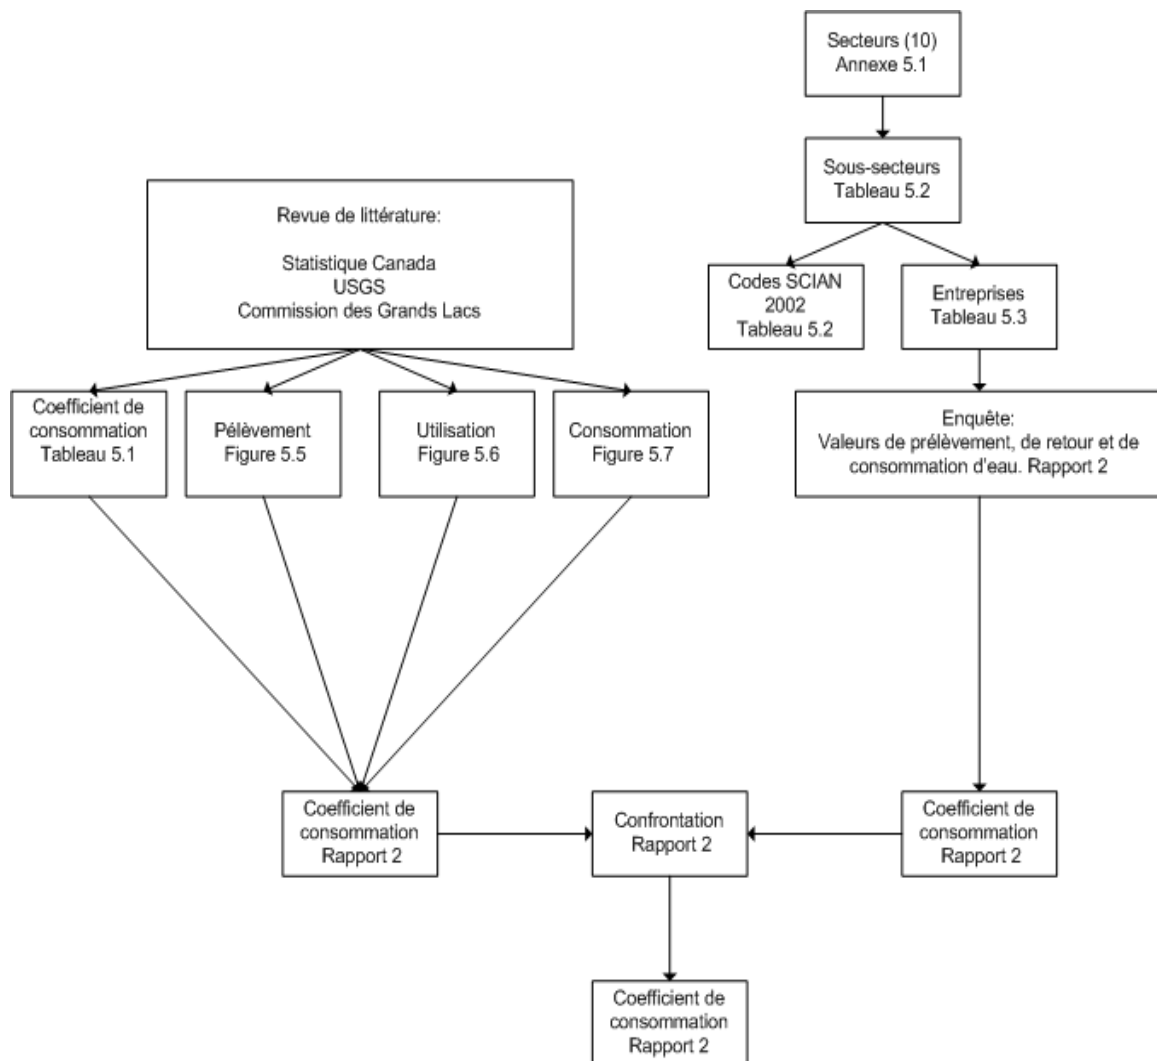 Secteurs (10)
Annexe 5.1
Sous-secteurs
Tableau 5.2
Revue de littérature:
Statistique Canada
USGS
Commission des Grands Lacs
Codes SCIAN
2002
Tableau 5.2
Entreprises
Tableau 5.3
Coefficient de
consommation
Tableau 5.1
Pélèvement
Figure 5.5
Utilisation
Figure 5.6
Consommation
Figure 5.7
Enquête:
Valeurs de prélèvement, de retour et de
consommation d'eau. Rapport 2
Coefficient de
consommation
Rapport 2
Confrontation
Rapport 2
Coefficient de
consommation
Rapport 2
Coefficient de
consommation
Rapport 2